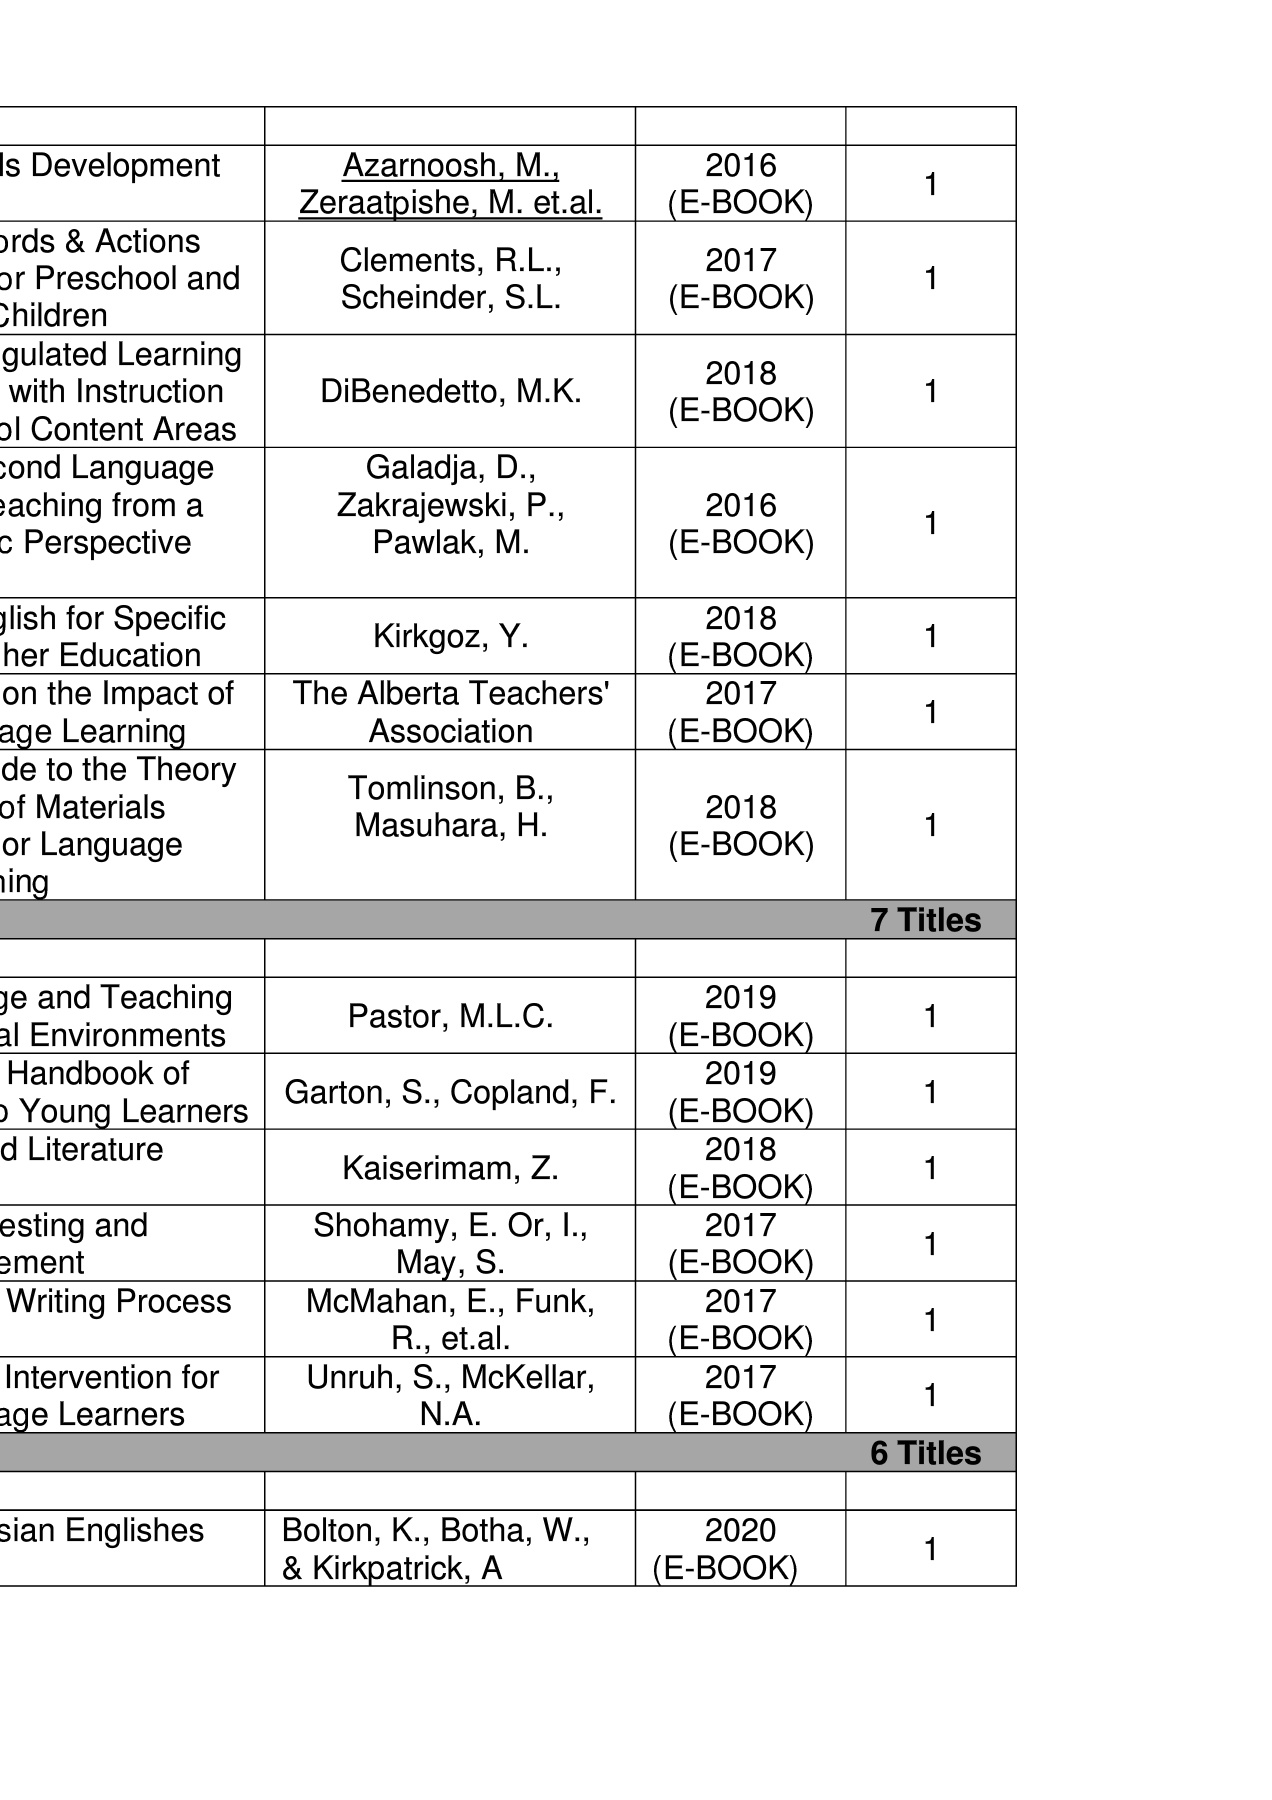 ls Development
Azarnoosh, M.,
Zeraatpishe, M. et.al.
2016
(E-BOOK)
1
ords & Actions
or Preschool and
Children
Clements, R.L.,
Scheinder, S.L.
2017
(E-BOOK)
1
gulated Learning
with Instruction
ol Content Areas
DiBenedetto, M.K.
2018
(E-BOOK)
1
cond Language
eaching from a
c Perspective
Galadja, D.,
Zakrajewski, P.,
Pawlak, M.
2016
(E-BOOK)
1
glish for Specific
her Education
Kirkgoz, Y.
2018
(E-BOOK)
1
on the Impact of
age Learning
The Alberta Teachers'
Association
2017
(E-BOOK)
1
de to the Theory
of Materials
or Language
ning
Tomlinson, B.,
Masuhara, H.
2018
(E-BOOK)
1
7 Titles
ge and Teaching
al Environments
Pastor, M.L.C.
2019
(E-BOOK)
1
Handbook of
o Young Learners
Garton, S., Copland, F.
2019
(E-BOOK)
1
d Literature
Kaiserimam, Z.
2018
(E-BOOK)
1
esting and
ement
Shohamy, E. Or, I.,
May, S.
2017
(E-BOOK)
1
Writing Process
McMahan, E., Funk,
R., et.al.
2017
(E-BOOK)
1
Intervention for
age Learners
Unruh, S., McKellar,
N.A.
2017
(E-BOOK)
1
6 Titles
sian Englishes
Bolton, K., Botha, W.,
& Kirkpatrick, A
2020
(E-BOOK)
1